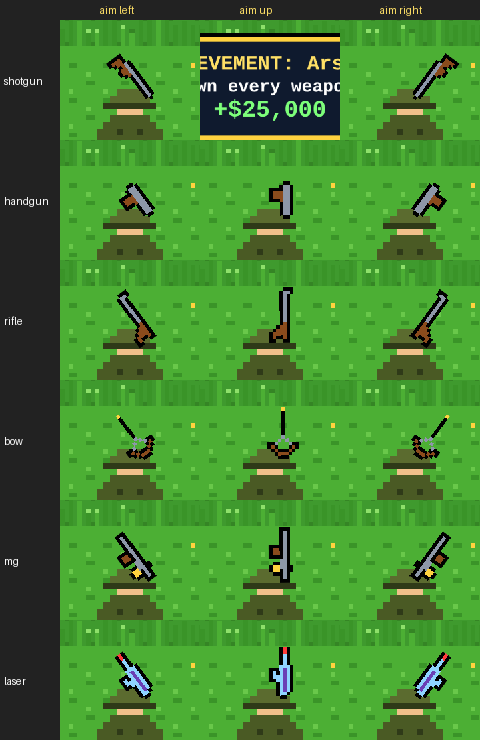 aim left aim up aim right
shotgun
EVEMENT: Ars
wn every weapo
+$25,000
handgun
rifle
bow
mg
laser